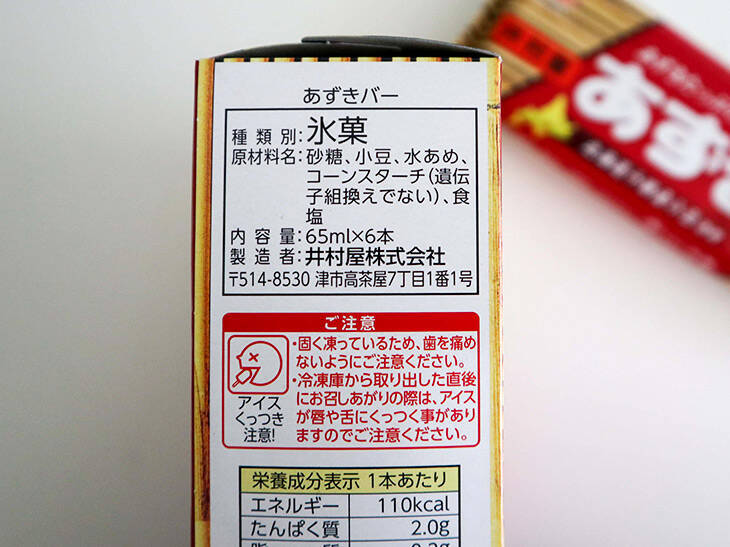 あずきバー
種類別：氷菓
原材料名：砂糖、小豆、水あめ、
コーンスターチ（遺伝
子組換えでない）、食
塩
内容量：65ml×6本
製造者：井村屋株式会社
〒514-8530 津市高茶屋7丁目1番1号
ご注意
・固く凍っているため、歯を痛め
ないようにご注意ください。
・冷凍庫から取り出した直後
にお召しあがりの際は、アイス
が唇や舌にくっつく事があり
ますのでご注意ください。
アイス
くっつき
注意!
栄養成分表示 1本あたり
エネルギー 110kcal
たんぱく質 2.0g
あず